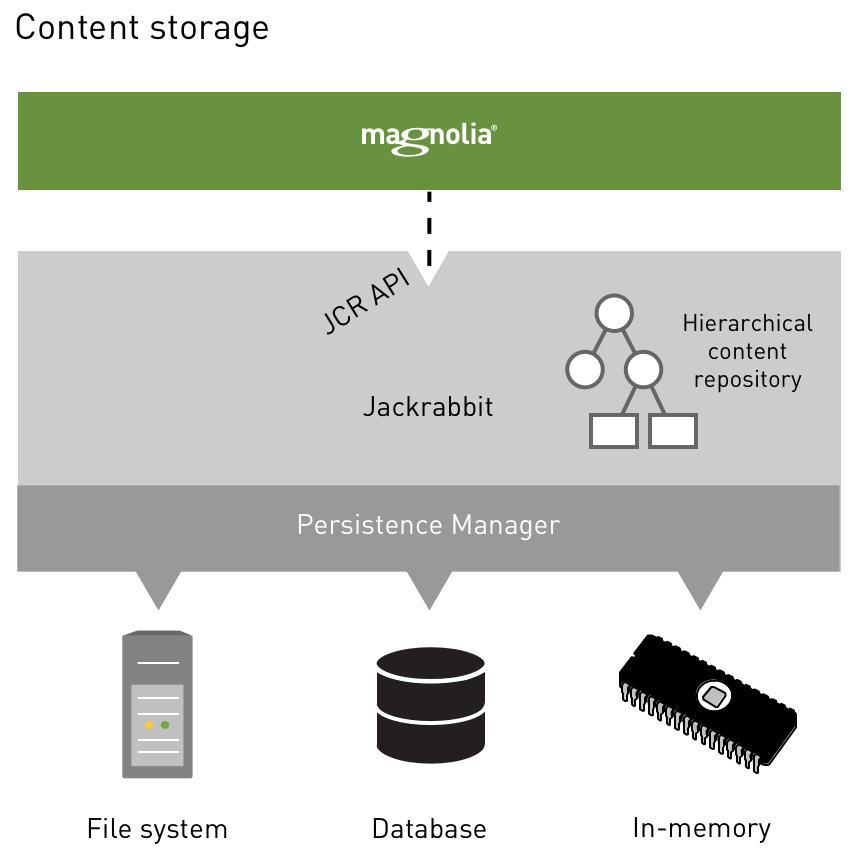 Content storage
magnolia®
JCR API
Hierarchical
content
repository
Jackrabbit
Persistence Manager
File system
Database
In-memory